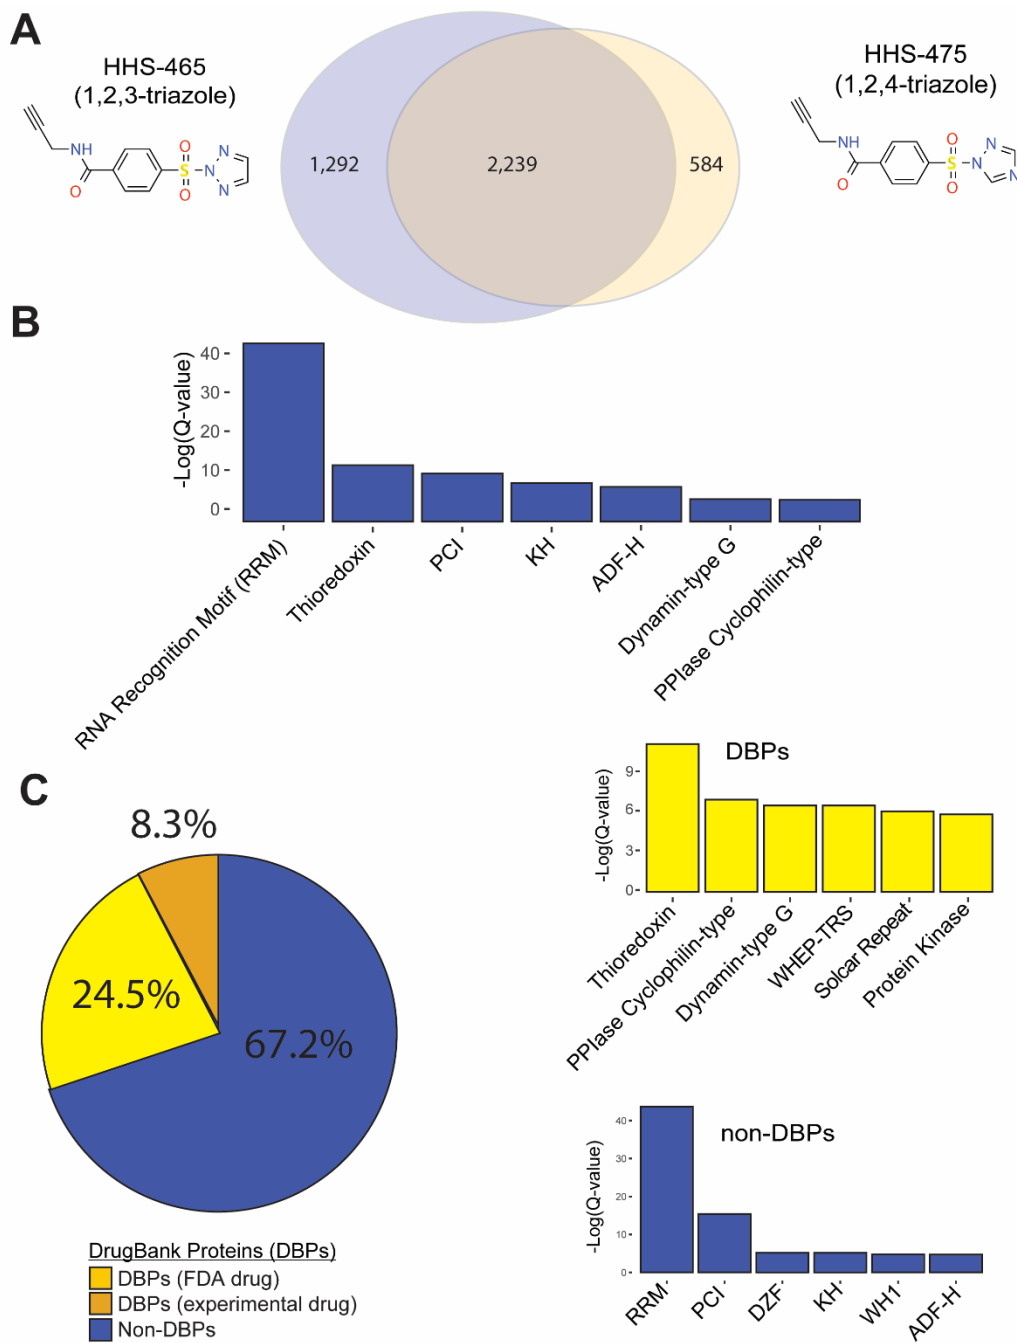 A
HHS-465
(1,2,3-triazole)
NH
O
O
S
O
N
N
N
1,292
2,239
584
HHS-475
(1,2,4-triazole)
NH
O
O
S
O
N
N
N
B
-Log(Q-value)
40
30
20
10
0
RNA Recognition Motif (RRM)
Thioredoxin
PCI
KH
ADF-H
Dynamin-type G
PPIase Cyclophilin-type
C
8.3%
24.5%
67.2%
DrugBank Proteins (DBPs)
DBPs (FDA drug)
DBPs (experimental drug)
Non-DBPs
DBPs
-Log(Q-value)
9
6
3
0
Thioredoxin
PPIase Cyclophilin-type
Dynamin-type G
WHEP-TRS
Solcar Repeat
Protein Kinase
non-DBPs
-Log(Q-value)
40
30
20
10
0
RRM
PCI
DZF
KH
WH1
ADF-H